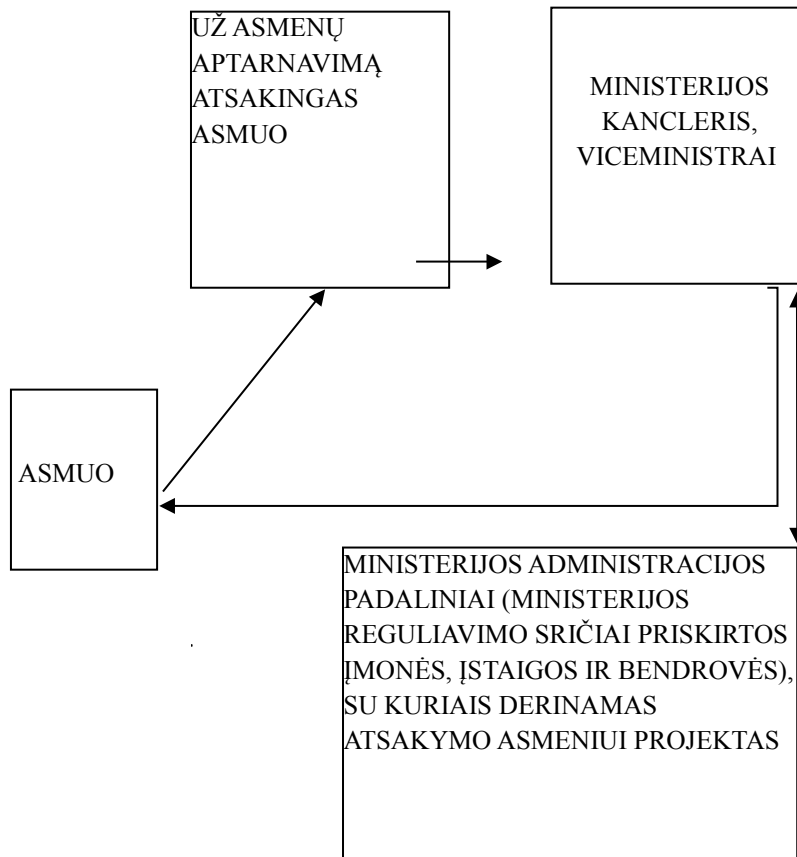 UŽ ASMENŲ
APTARNAVIMĄ
ATSAKINGAS
ASMUO
MINISTERIJOS
KANCLERIS,
VICEMINISTRAI
ASMUO
MINISTERIJOS ADMINISTRACIJOS
PADALINIAI (MINISTERIJOS
REGULIAVIMO SRIČIAI PRISKIRTOS
ĮMONĖS, ĮSTAIGOS IR BENDROVĖS),
SU KURIAIS DERINAMAS
ATSAKYMO ASMENIUI PROJEKTAS